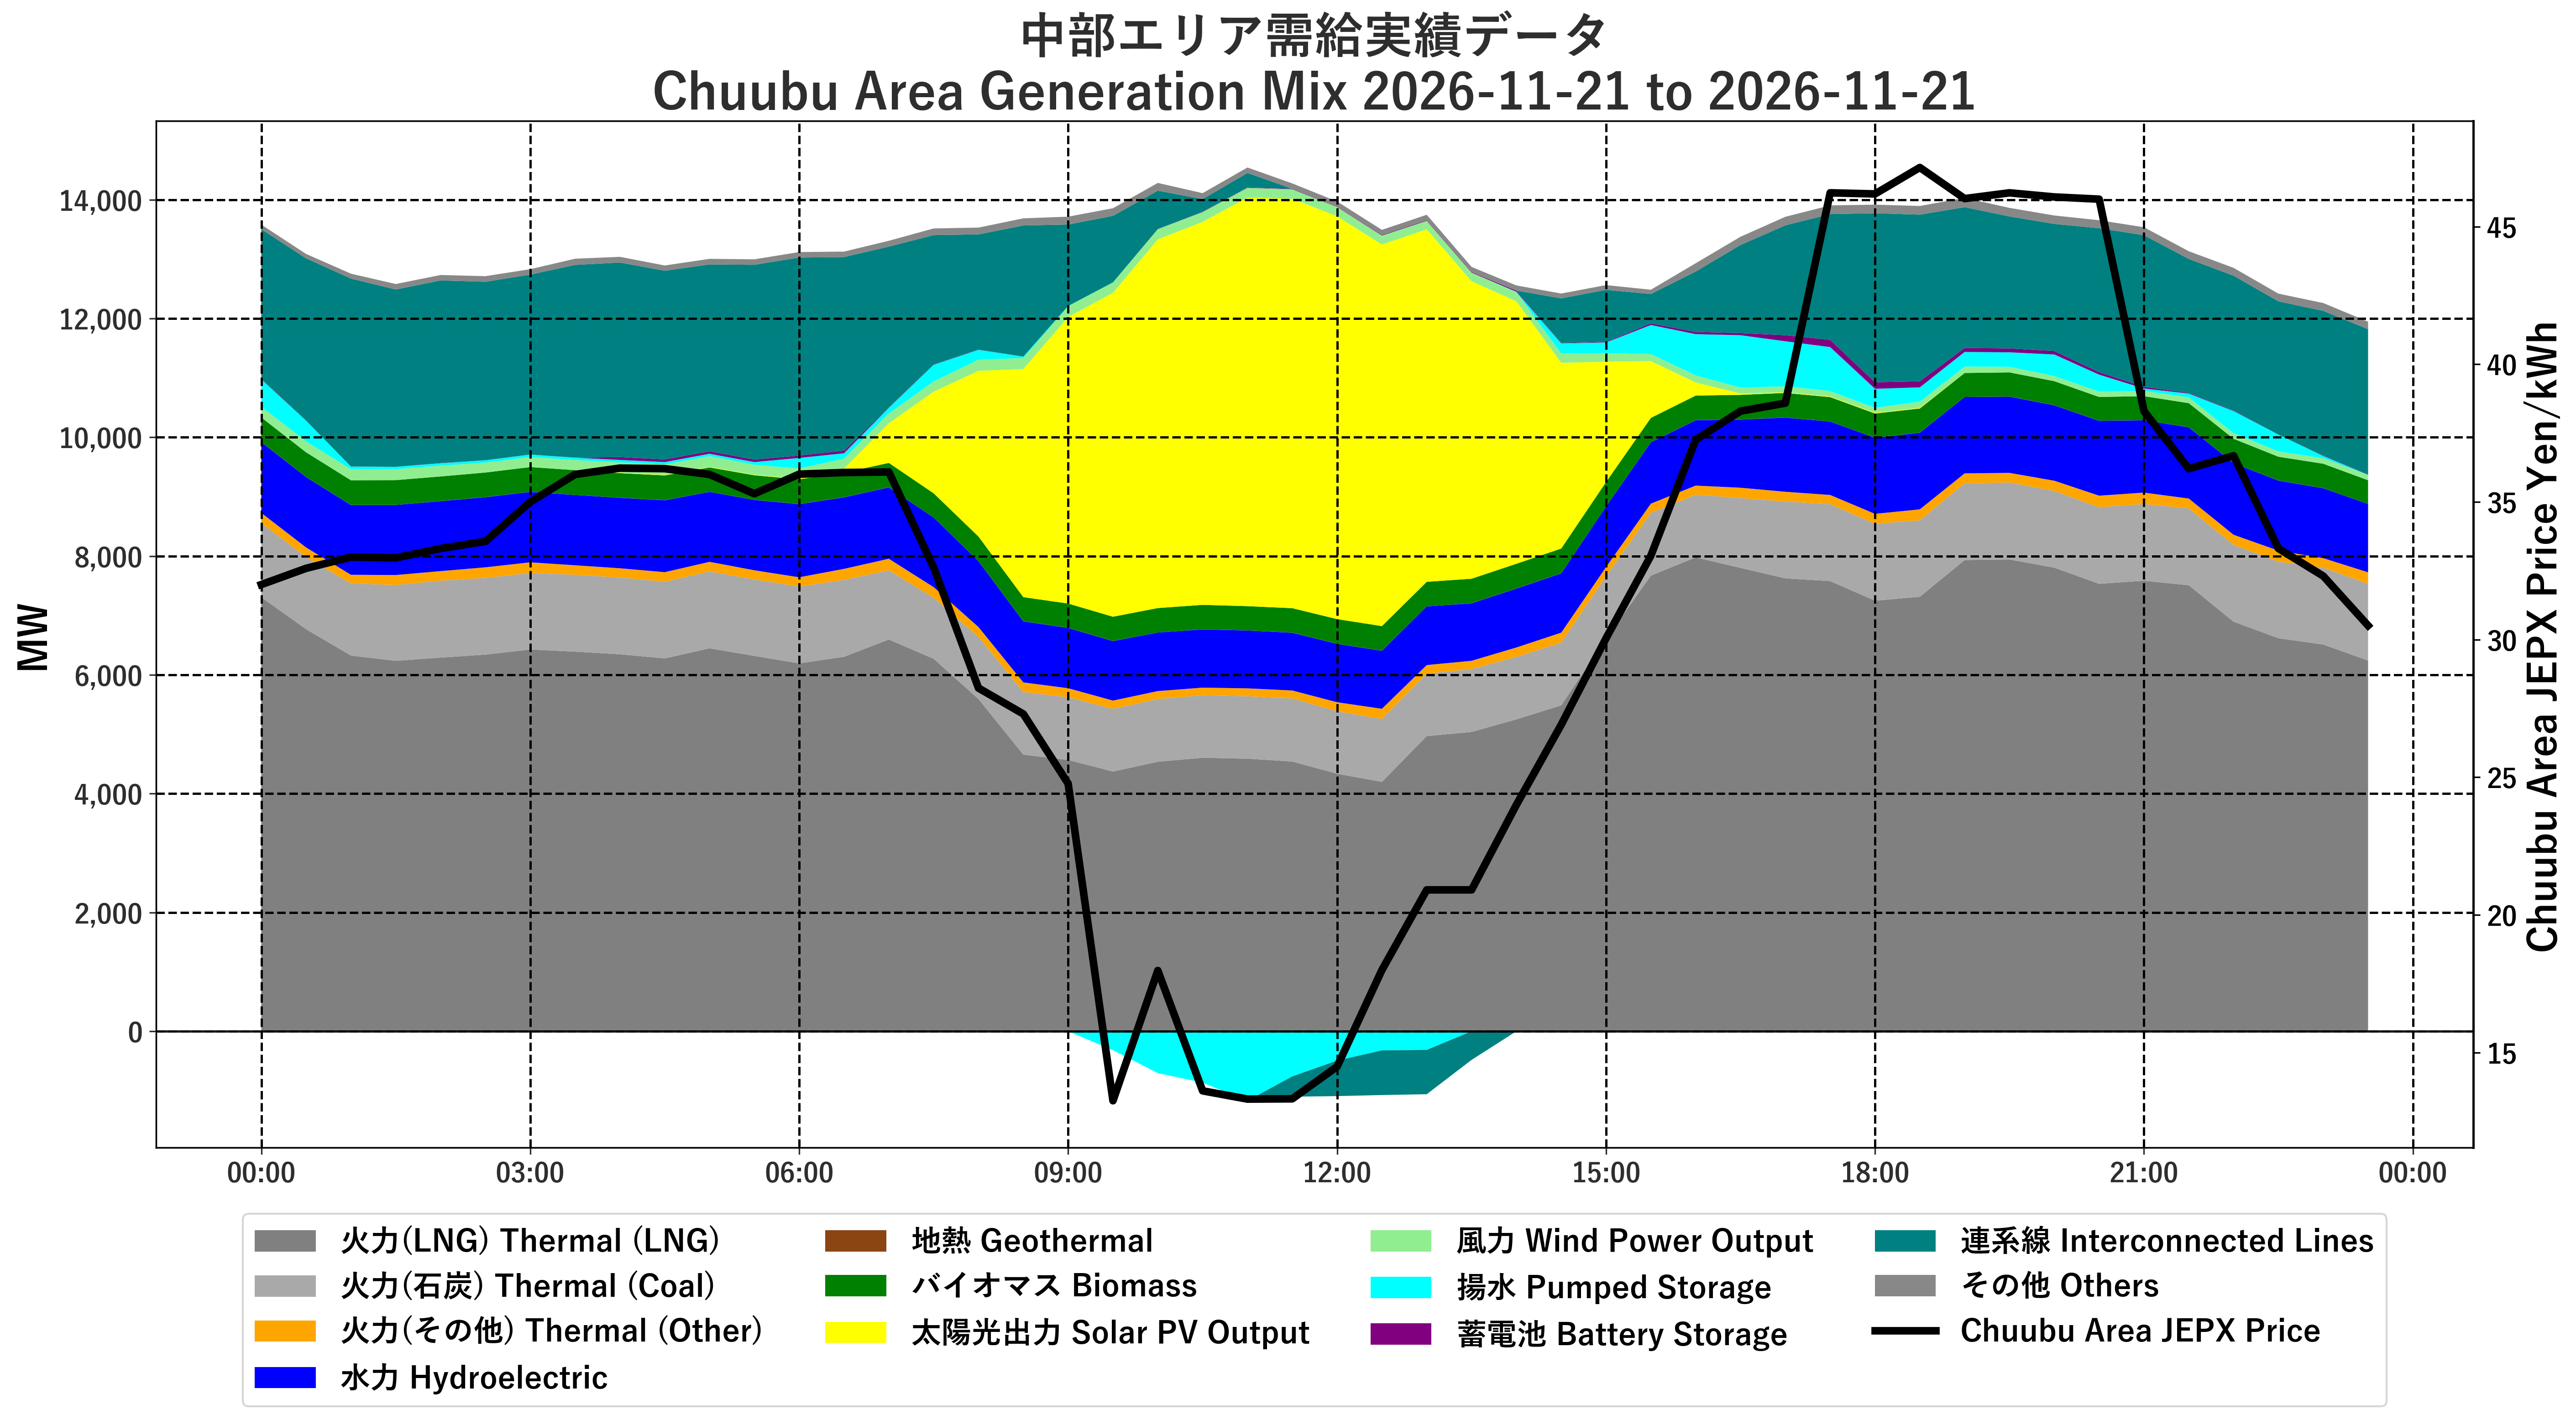 中部エリア需給実績データ
Chuubu Area Generation Mix 2026-11-21 to 2026-11-21
MW
14,000
12,000
10,000
8,000
6,000
4,000
2,000
0
45
40
35
30
25
20
15
Chuubu Area JEPX Price Yen/kWh
00:00 03:00 06:00 09:00 12:00 15:00 18:00 21:00 00:00
火力(LNG) Thermal (LNG)
火力(石炭) Thermal (Coal)
火力(その他) Thermal (Other)
水力 Hydroelectric
地熱 Geothermal
バイオマス Biomass
太陽光出力 Solar PV Output
風力 Wind Power Output
揚水 Pumped Storage
蓄電池 Battery Storage
連系線 Interconnected Lines
その他 Others
Chuubu Area JEPX Price